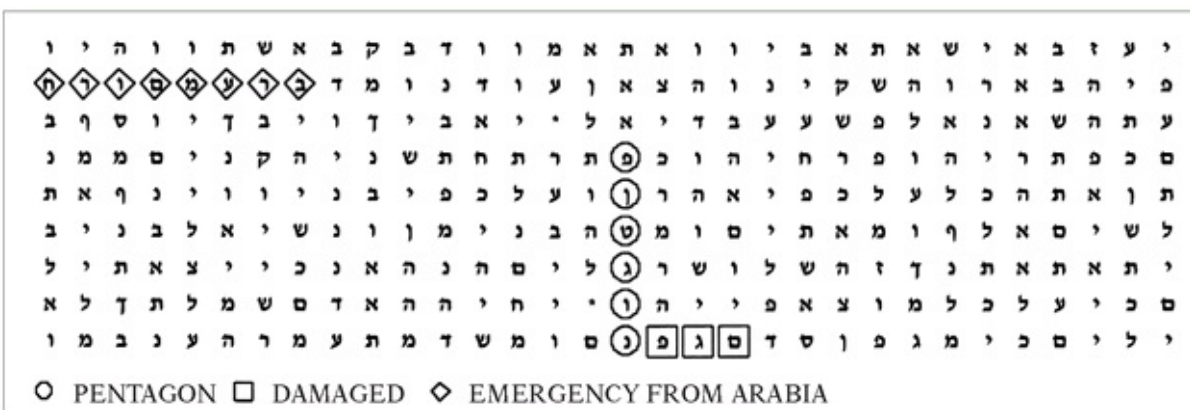 י ע ז ב א י ש א ת א ב י ו ו א ת א מ ו ו ד ב ק ב א ש ת ו ו ה י ו
פ י ה ב א ר ו ה ש ק י נ ו ה צ א ן ע ו ד נ ו מ ד ב ר ע מ ם ו ר ח
ע ת ה ש א נ א ל פ ש ע ע ב ד י א ל ' י א ב י ך ו י ב ך י ו ס ף ב
ם כ פ ת ר י ה ו פ ר ח י ה ו כ פ ת ר ת ח ת ש נ י ה ק נ י ם מ מ נ
ת ן א ת ה כ ל ע ל כ פ י א ה ר ן ו ע ל כ פ י ב נ י ו ו י נ ף א ת
ל ש י ם א ל ף ו מ א ת י ם ו מ ט ה ב נ י מ ן ו נ ש י א ל ב נ י ב
י ת א ת א ת נ ך ז ה ש ל ו ש ר ג ל י ם ה נ ה א נ כ י י צ א ת י ל
ם כ י ע ל כ ל מ ו צ א פ י י ה ו ' י ח י ה ה א ד ם ש מ ל ת ך ל א
י ל י ם כ י מ ג פ ן ס ד ם ג פ נ ם ו מ ש ד מ ת ע מ ר ה ע נ ב מ ו
PENTAGON DAMAGED EMERGENCY FROM ARABIA